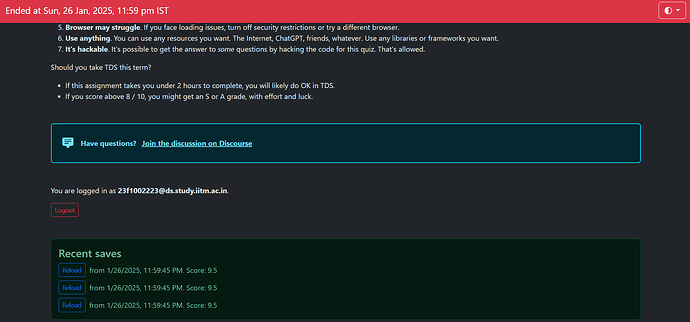 Ended at Sun, 26 Jan, 2025, 11:59 pm IST
5. Browser may struggle. If you face loading issues, turn off security restrictions or try a different browser.
6. Use anything. You can use any resources you want. The Internet, ChatGPT, friends, whatever. Use any libraries or frameworks you want.
7. It's hackable. It's possible to get the answer to some questions by hacking the code for this quiz. That's allowed.
Should you take TDS this term?
• If this assignment takes you under 2 hours to complete, you will likely do OK in TDS.
• If you score above 8 / 10, you might get an S or A grade, with effort and luck.
Have questions? Join the discussion on Discourse
You are logged in as 23f1002223@ds.study.iitm.ac.in.
Logout
Recent saves
Reload from 1/26/2025, 11:59:45 PM. Score: 9.5
Reload from 1/26/2025, 11:59:45 PM. Score: 9.5
Reload from 1/26/2025, 11:59:45 PM. Score: 9.5